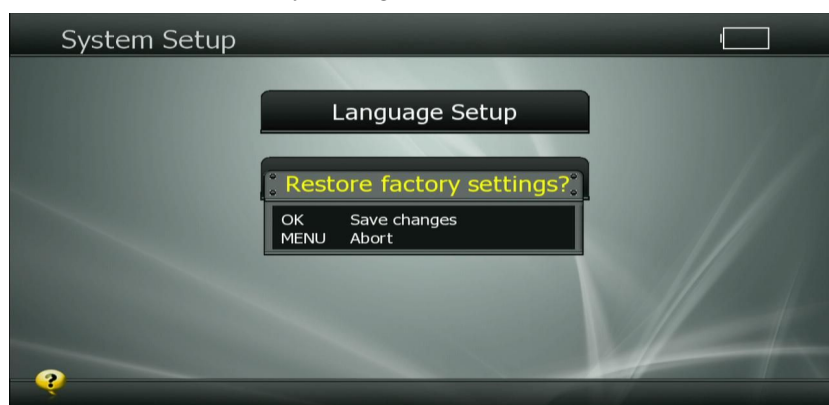 System Setup
Language Setup
Restore factory settings?
OK Save changes
MENU Abort
?